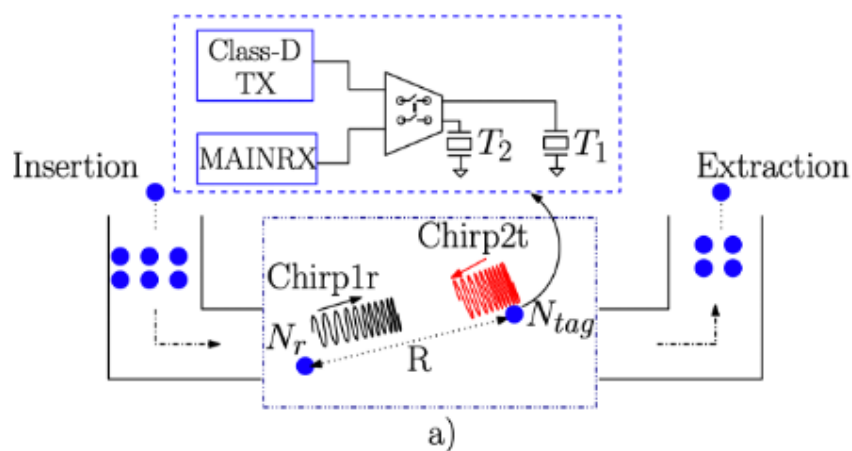 Class-D
TX
MAINRX
T2
T1
Insertion
Extraction
Chirp1r
Chirp2t
Nr
R
Ntag
a)